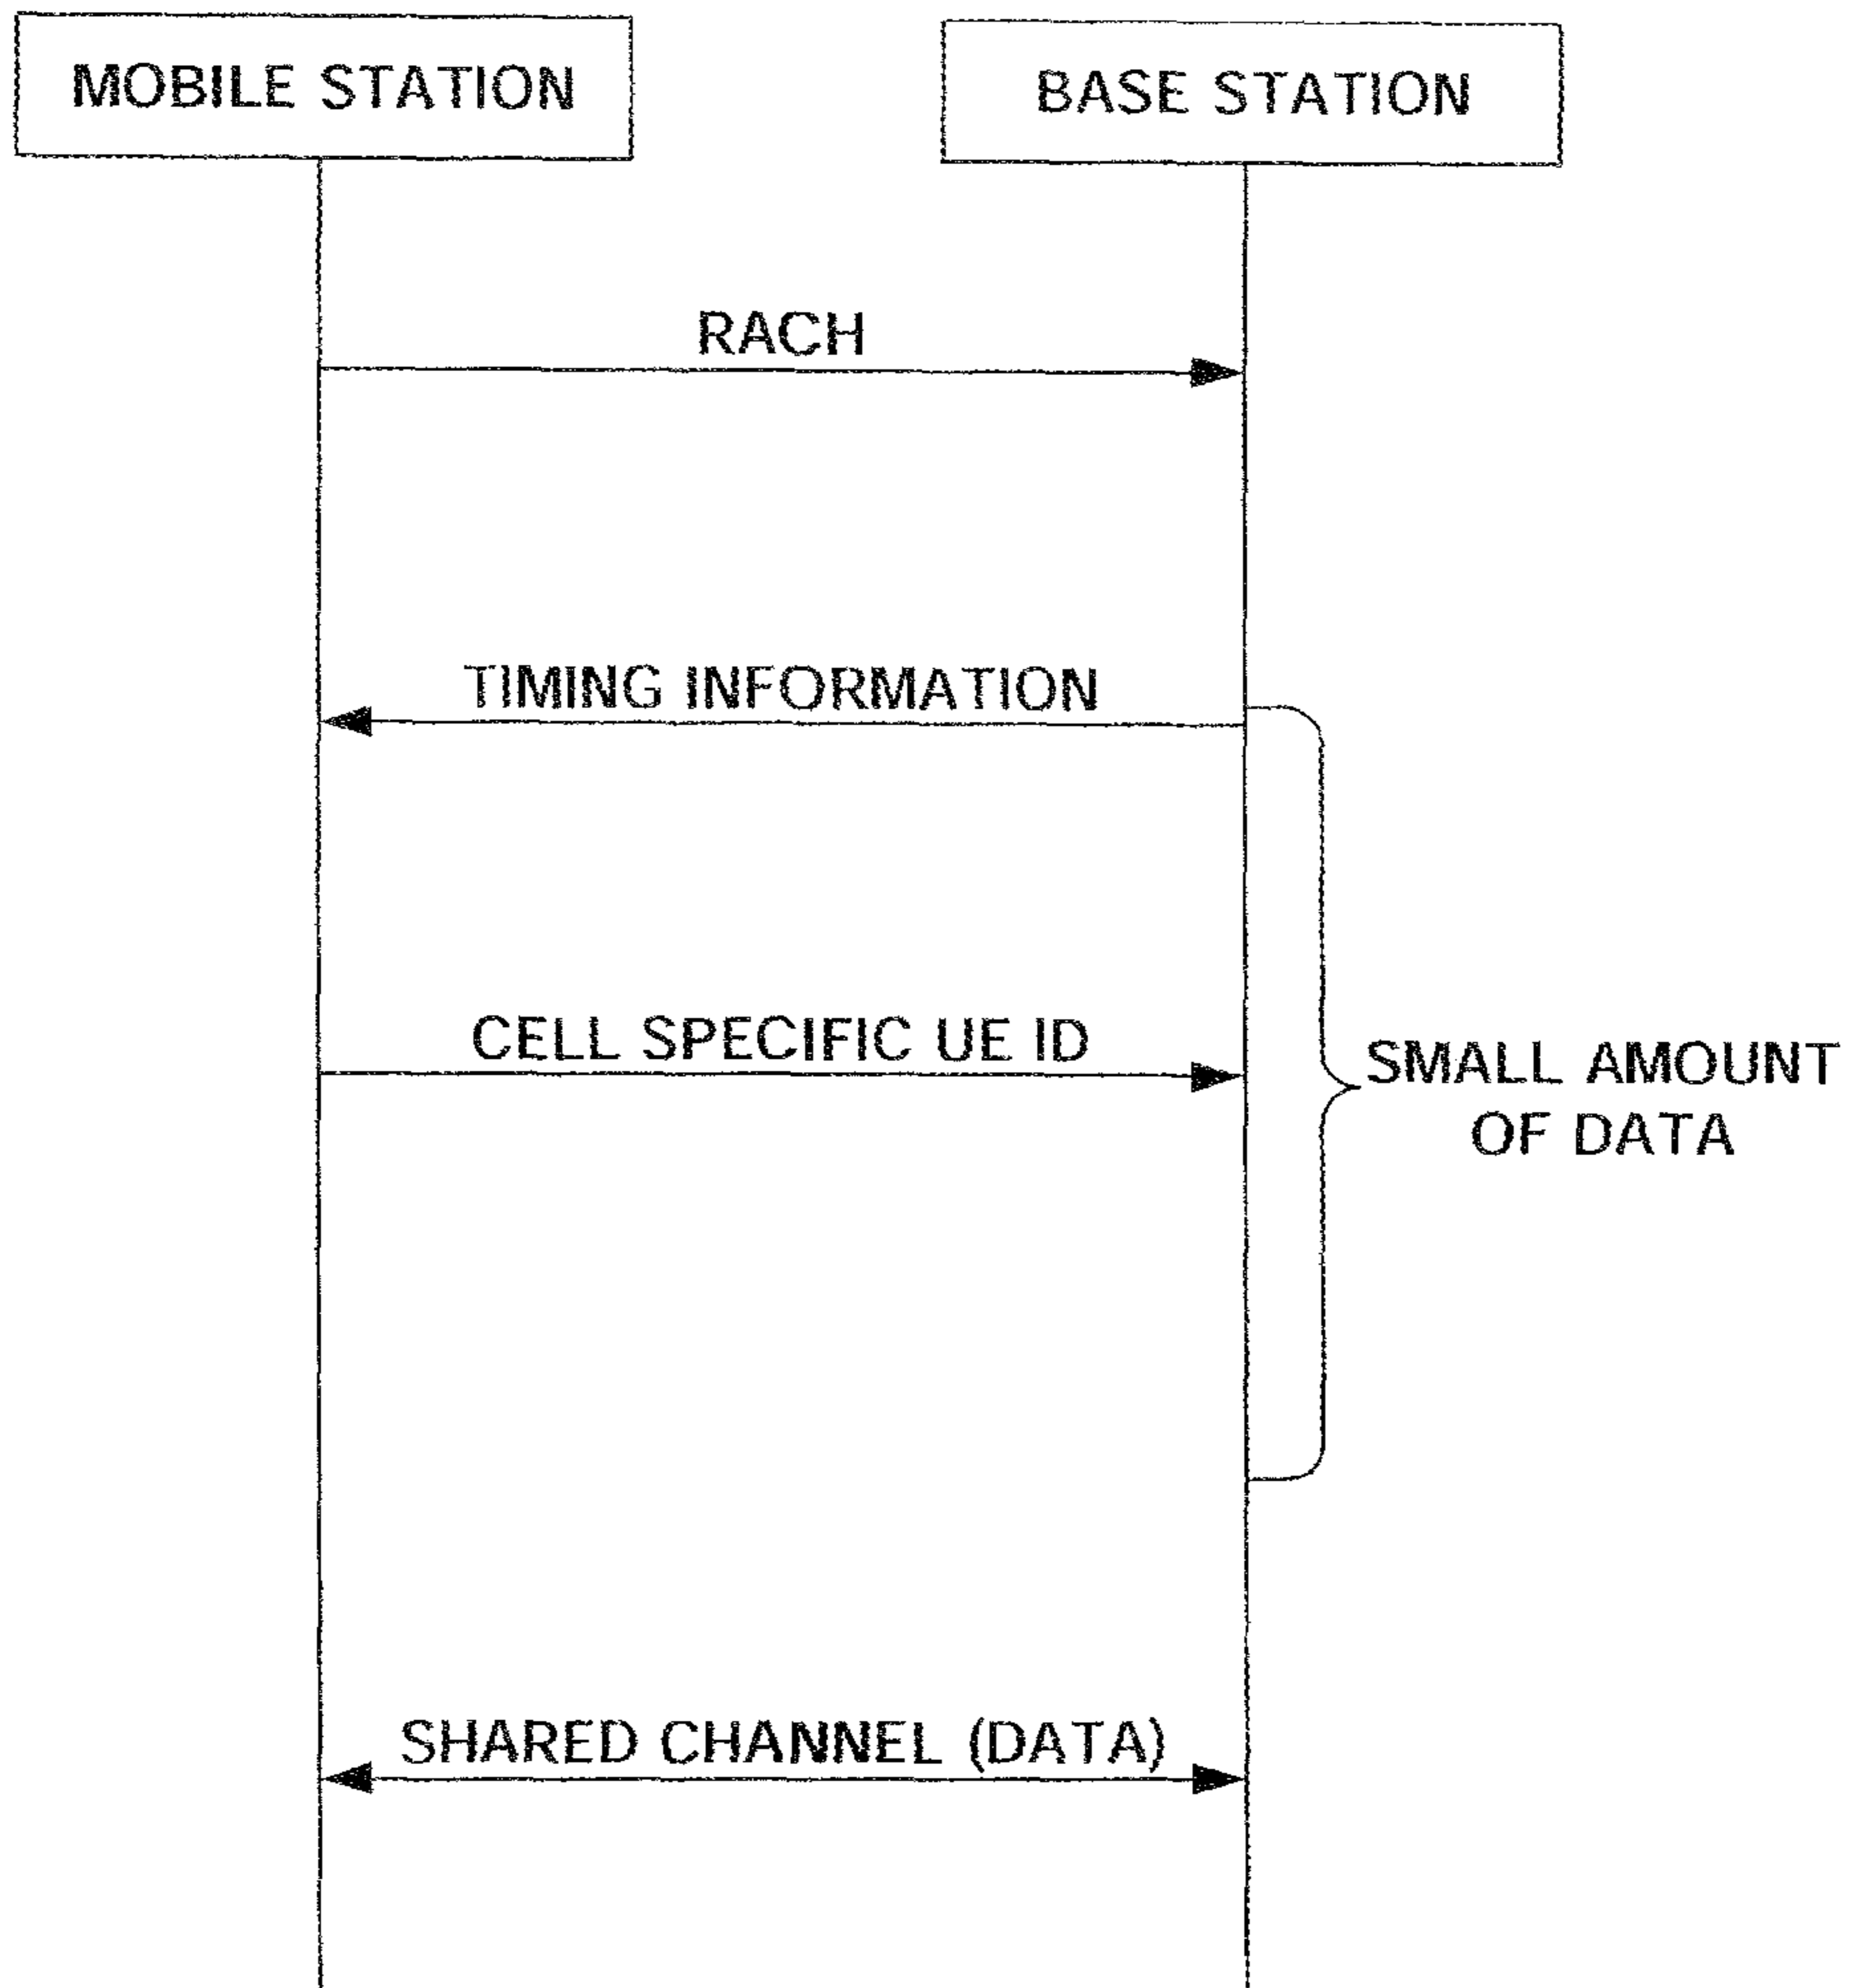 MOBILE STATION
BASE STATION
RACH
TIMING INFORMATION
CELL SPECIFIC UE ID
SMALL AMOUNT
OF DATA
SHARED CHANNEL (DATA)